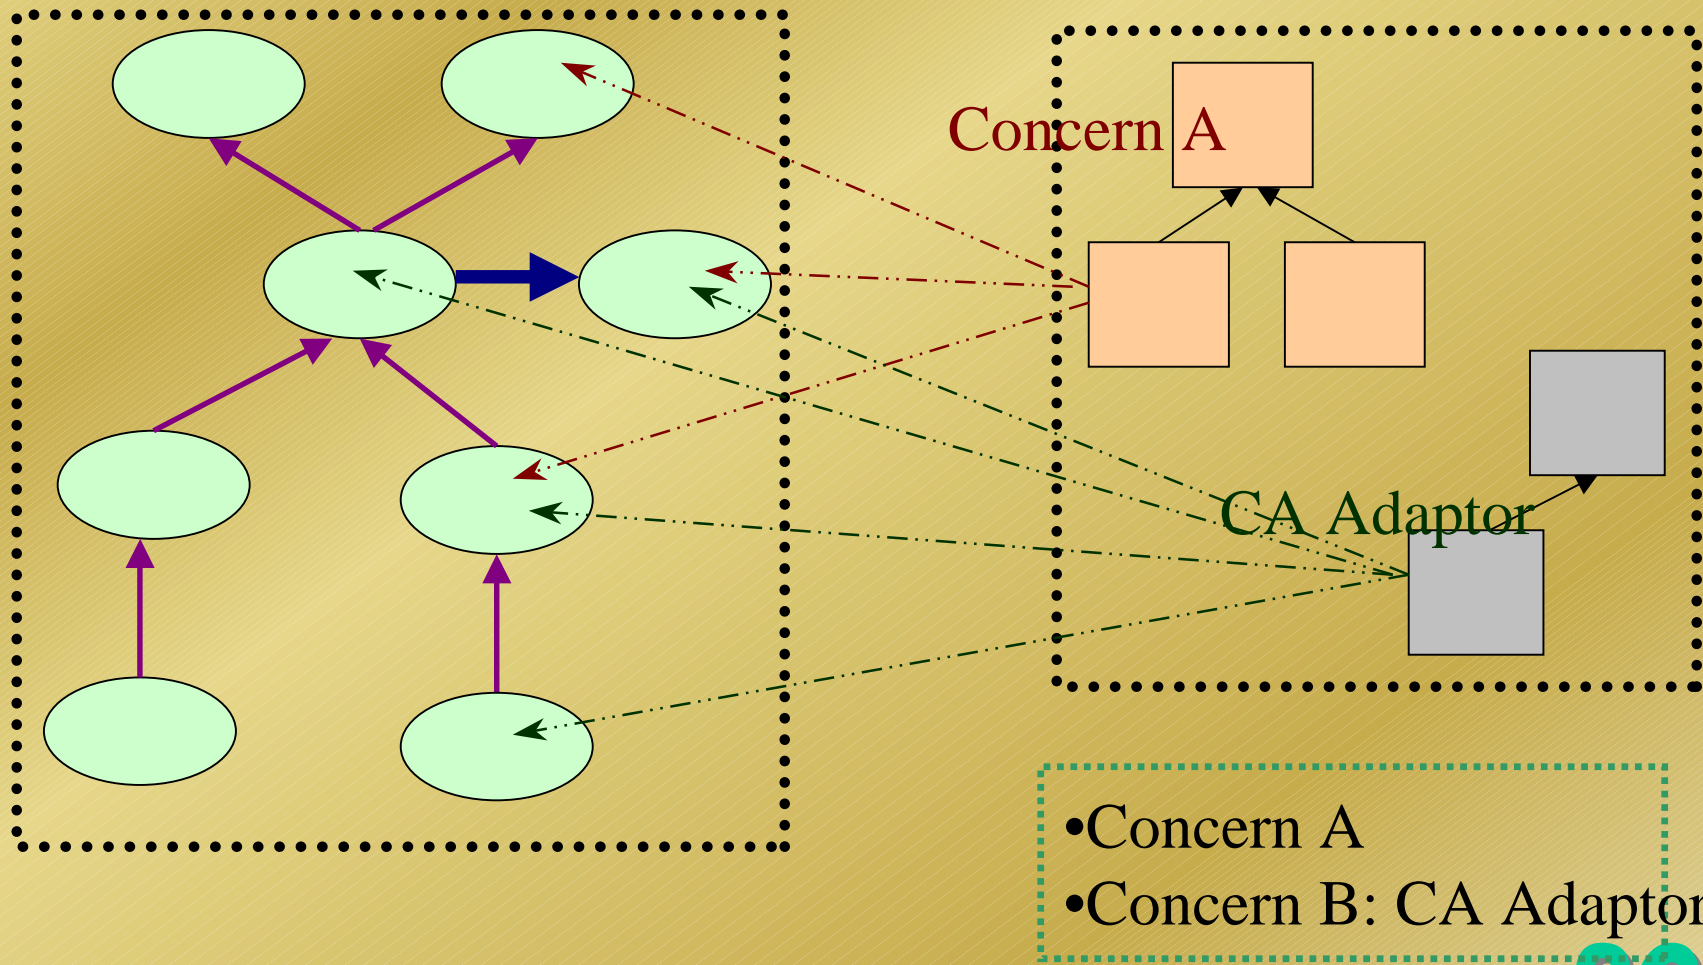 Concern A
CA Adaptor
•Concern A
•Concern B: CA Adaptor